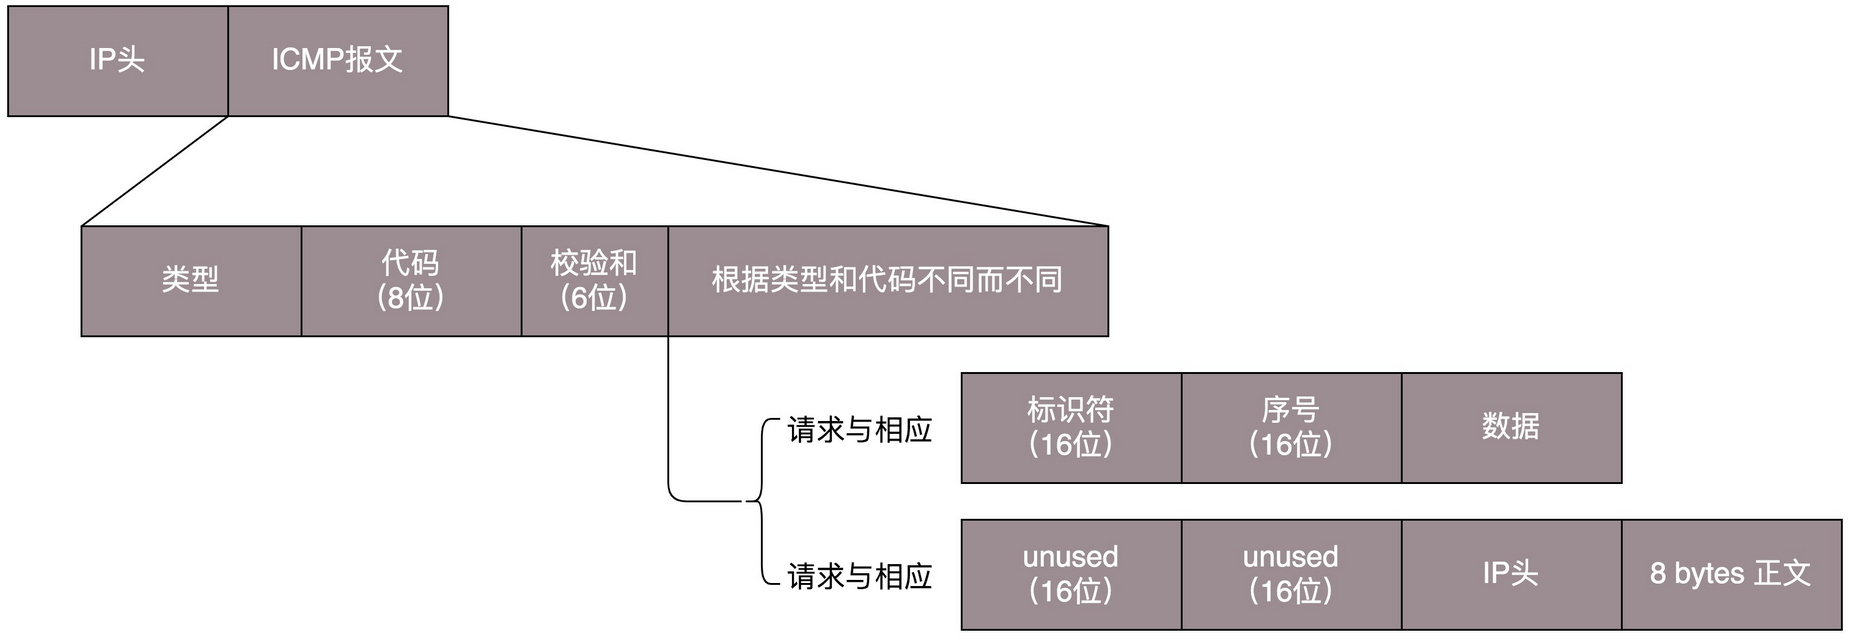 IP头
ICMP报文
类型
代码
（8位）
校验和
（6位）
根据类型和代码不同而不同
请求与相应
标识符
（16位）
序号
（16位）
数据
请求与相应
unused
（16位）
unused
（16位）
IP头
8 bytes 正文